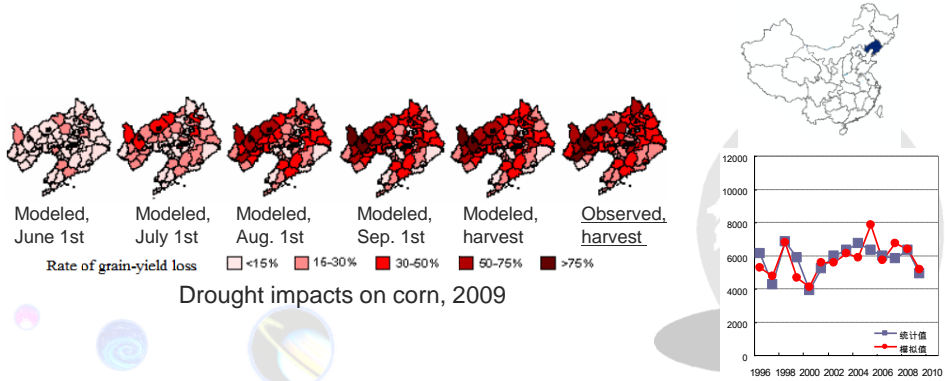 Modeled,
June 1st
Modeled,
July 1st
Modeled,
Aug. 1st
Modeled,
Sep. 1st
Modeled,
harvest
Observed,
harvest
Rate of grain-yield loss
<15%
15-30%
30-50%
50-75%
>75%
Drought impacts on corn, 2009
12000
10000
8000
6000
4000
2000
0
统计值
模拟值
1996 1998 2000 2002 2004 2006 2008 2010